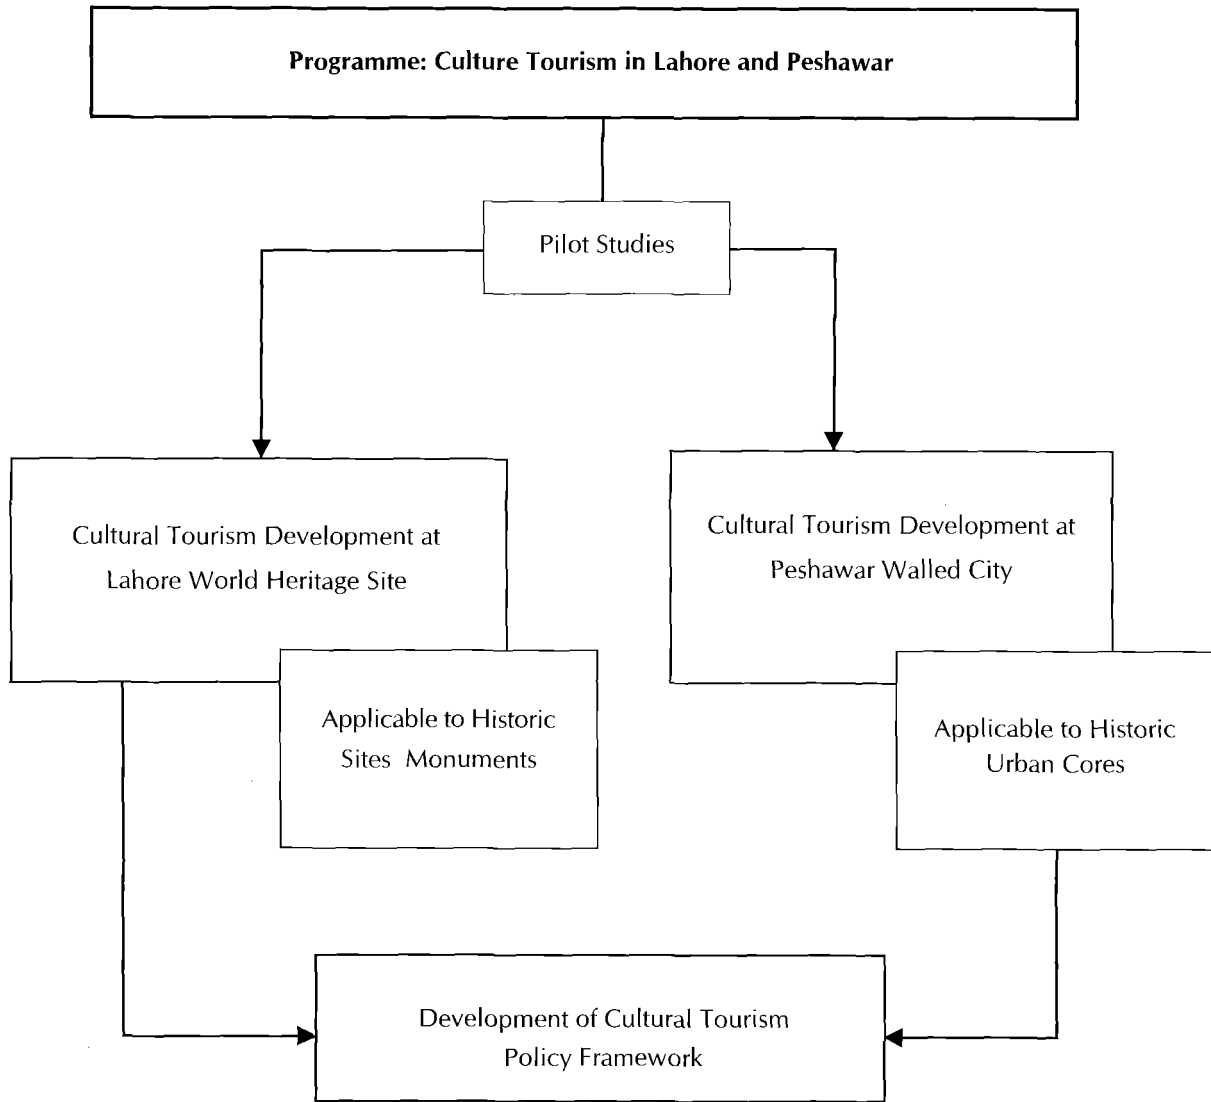 Programme: Culture Tourism in Lahore and Peshawar
Pilot Studies
Cultural Tourism Development at
Lahore World Heritage Site
Cultural Tourism Development at
Peshawar Walled City
Applicable to Historic
Sites Monuments
Applicable to Historic
Urban Cores
Development of Cultural Tourism
Policy Framework